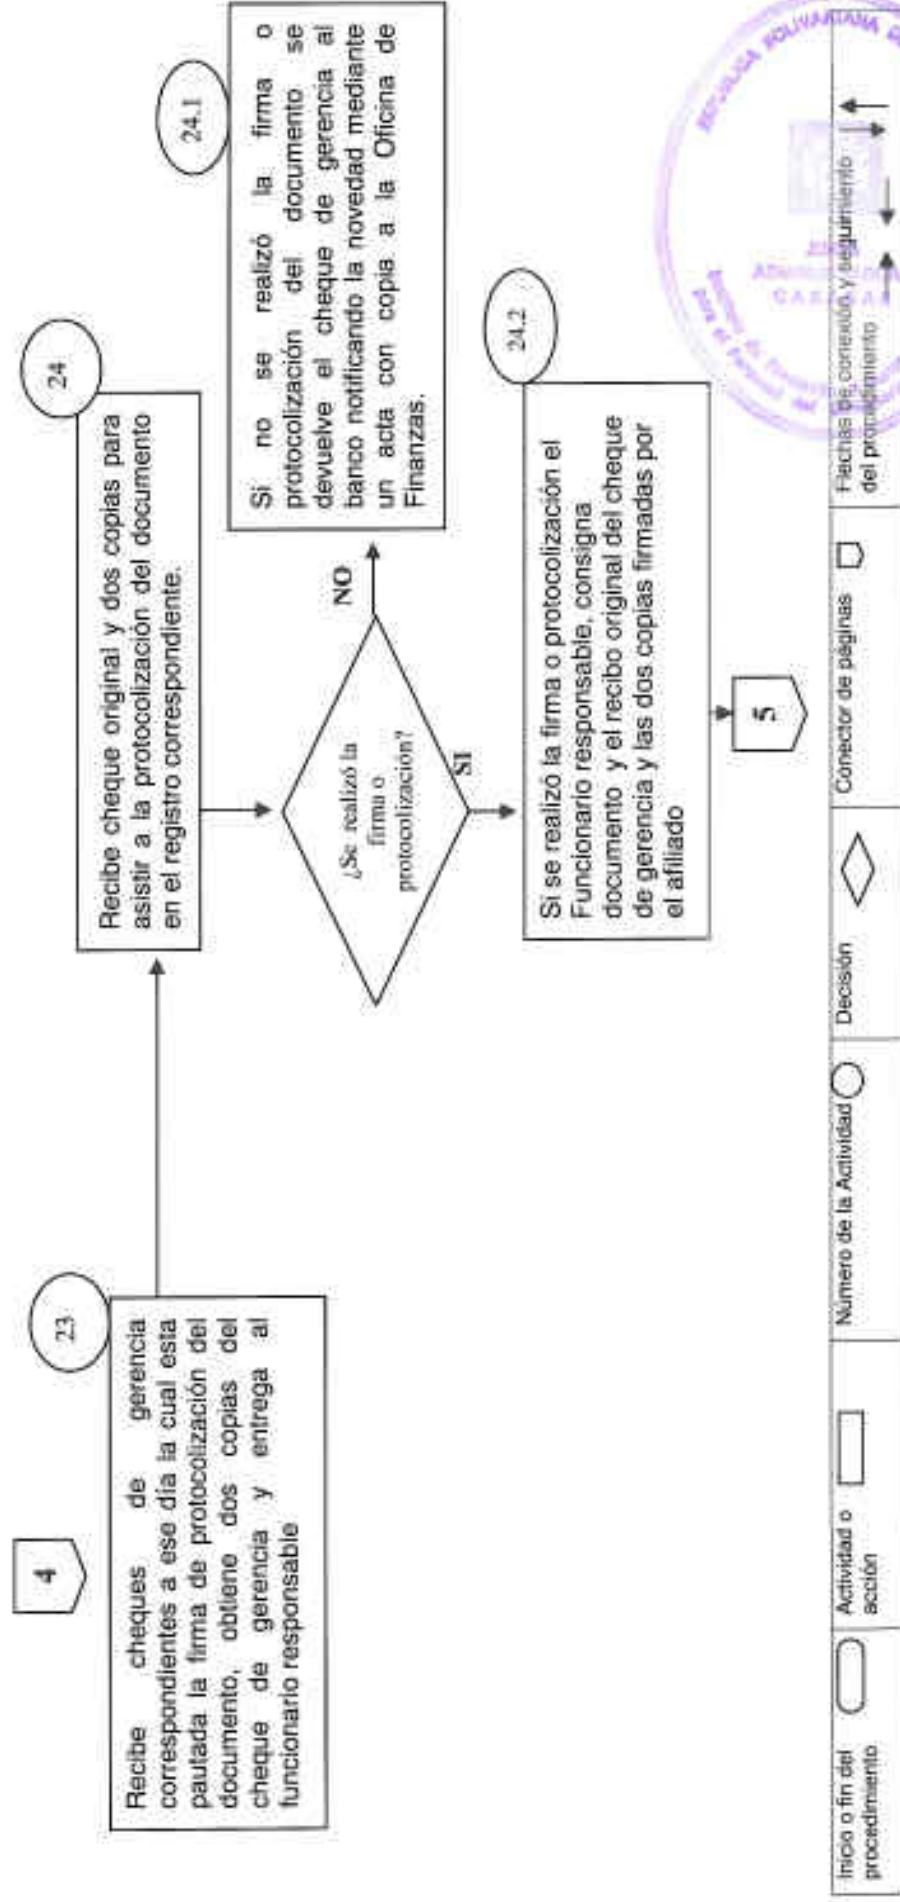 4
23
Recibe cheques de gerencia
correspondientes a ese día la cual esta
pautada la firma de protocolización del
documento, obtiene dos copias del
cheque de gerencia y entrega al
funcionario responsable
24
Recibe cheque original y dos copias para
asistir a la protocolización del documento
en el registro correspondiente.
¿Se realizó la
firma o
protocolización?
NO
SI
24.1
Si no se realizó la firma o
protocolización del documento se
devuelve el cheque de gerencia al
banco notificando la novedad mediante
un acta con copia a la Oficina de
Finanzas.
24.2
Si se realizó la firma o protocolización el
Funcionario responsable, consigna
documento y el recibo original del cheque
de gerencia y las dos copias firmadas por
el afiliado
5
Inicio o fin del
procedimiento
Actividad o
acción
Número de la Actividad
Decisión
Conector de páginas
Flechas de conexión y seguimiento
del procedimiento
REPUBLICA BOLIVARIANA